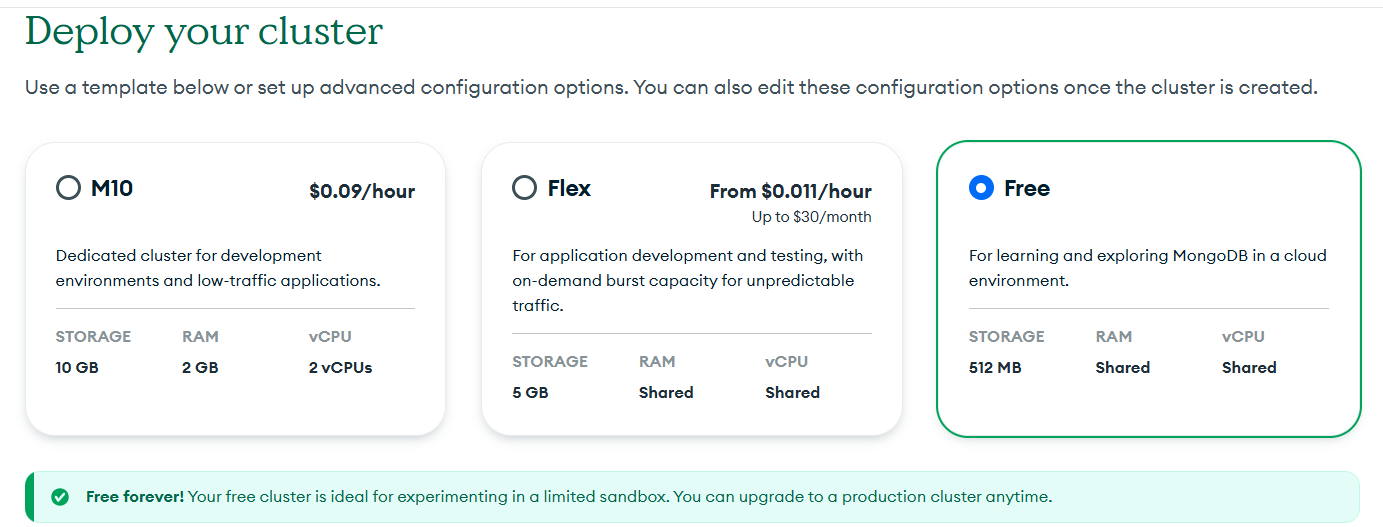 Deploy your cluster
Use a template below or set up advanced configuration options. You can also edit these configuration options once the cluster is created.
M10
$0.09/hour
Dedicated cluster for development
environments and low-traffic applications.
STORAGE RAM vCPU
10 GB 2 GB 2 vCPUs
Flex
From $0.011/hour
Up to $30/month
For application development and testing, with
on-demand burst capacity for unpredictable
traffic.
STORAGE RAM vCPU
5 GB Shared Shared
Free
For learning and exploring MongoDB in a cloud
environment.
STORAGE RAM vCPU
512 MB Shared Shared
Free forever! Your free cluster is ideal for experimenting in a limited sandbox. You can upgrade to a production cluster anytime.